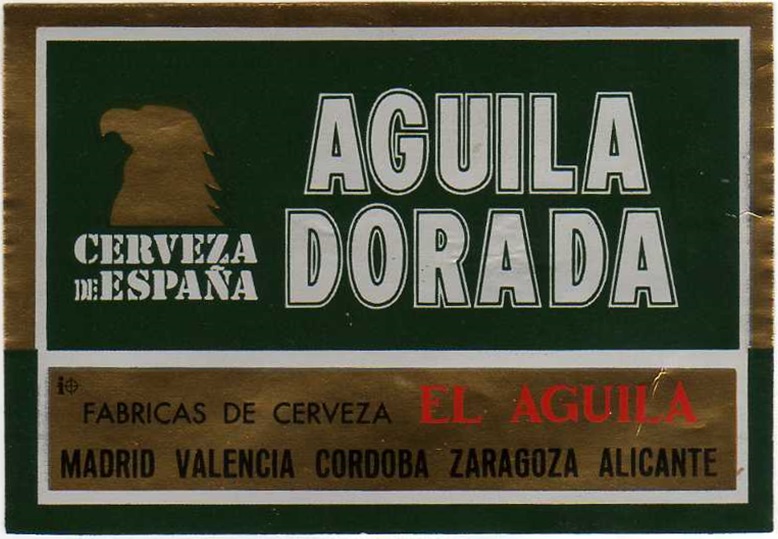 AGUILA
DORADA
CERVEZA
DE ESPAÑA
FABRICAS DE CERVEZA EL AGUILA
MADRID VALENCIA CORDOBA ZARAGOZA ALICANTE